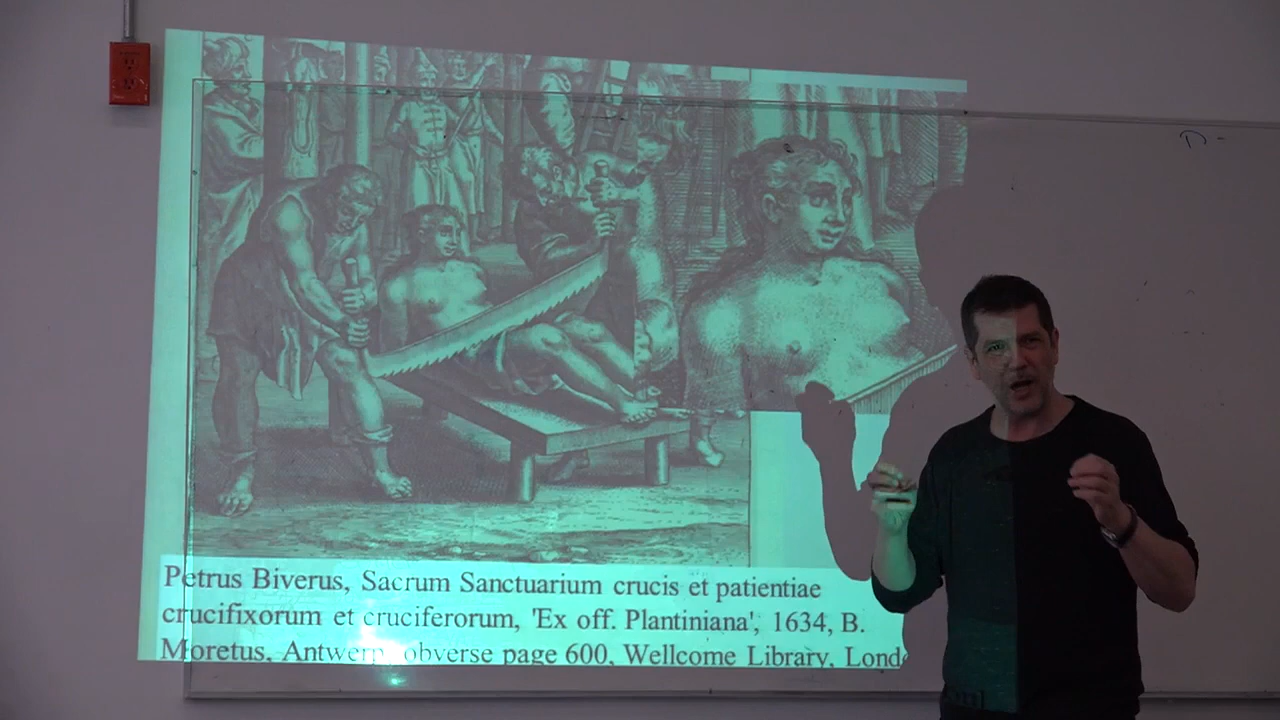 Petrus Biverus, Sacrum Sanctuarium crucis et patientiae
crucifixorum et cruciferorum, 'Ex off. Plantiniana', 1634, B.
Moretus, Antwerp, obverse page 600, Wellcome Library, Londo